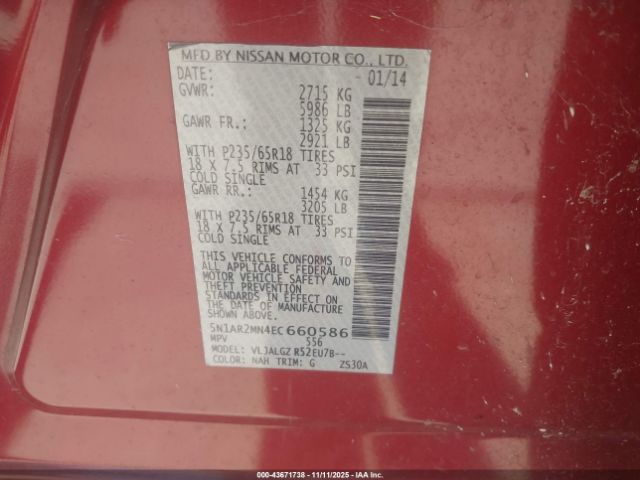 MFD BY NISSAN MOTOR CO., LTD.
DATE: 01/14
GVWR: 2715 KG
5986 LB
GAWR FR.: 1325 KG
2921 LB
WITH P235/65R18 TIRES
18 X 7.5 RIMS AT 33 PSI
COLD SINGLE
GAWR RR.: 1454 KG
3205 LB
WITH P235/65R18 TIRES
18 X 7.5 RIMS AT 33 PSI
COLD SINGLE
THIS VEHICLE CONFORMS TO
ALL APPLICABLE FEDERAL
MOTOR VEHICLE SAFETY AND
THEFT PREVENTION
STANDARDS IN EFFECT ON
THE DATE OF MANUFACTURE
SHOWN ABOVE.
5N1AR2MN4EC660586
MPV 556
MODEL: VLJALGZ R52EU7B--
COLOR: NAH TRIM: G ZS30A
000-43671738 - 11/11/2025 - IAAI.COM